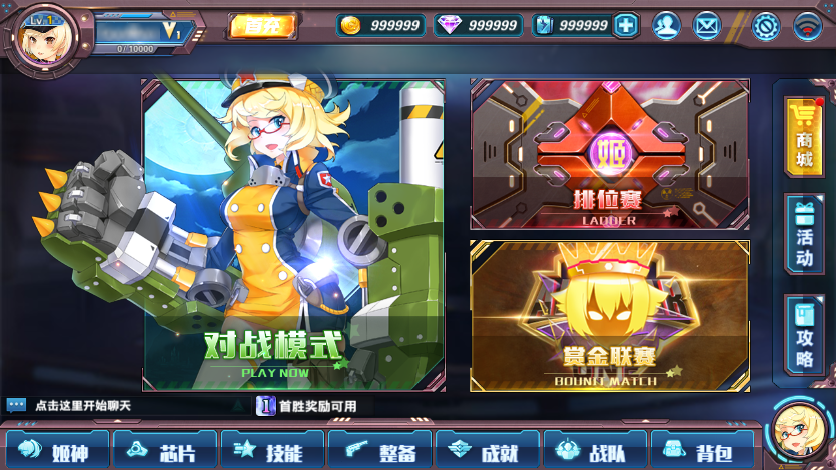 Lv.1
V1
0/10000
首充
999999
999999
999999
对战模式
PLAY NOW
姬
排位赛
LADDER
赏金联赛
BOUNTY MATCH
商城
活动
攻略
点击这里开始聊天
I 首胜奖励可用
姬神
芯片
技能
整备
成就
战队
背包